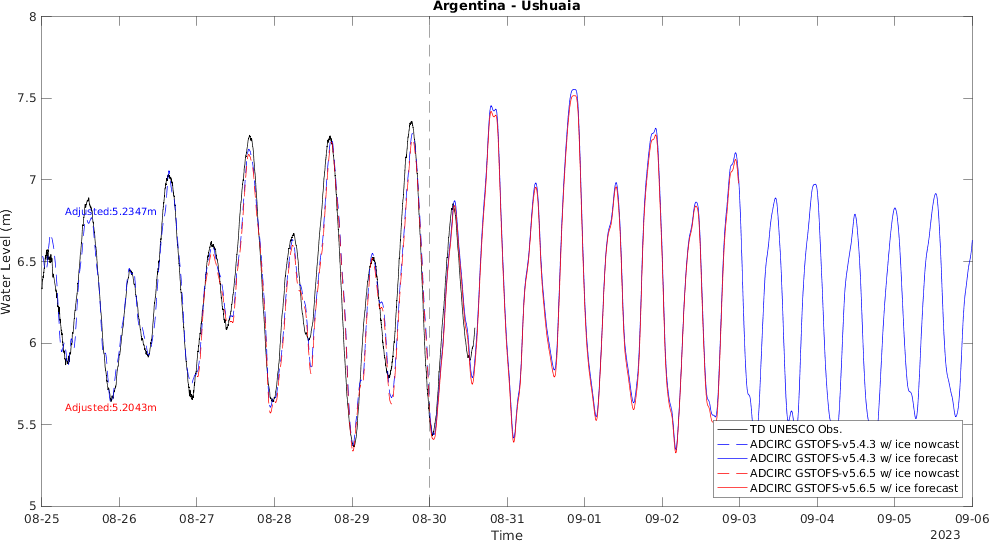 Argentina - Ushuaia
8
7.5
7
6.5
6
5.5
5
Water Level (m)
Adjusted:5.2347m
Adjusted:5.2043m
TD UNESCO Obs.
ADCIRC GSTOFS-v5.4.3 w/ ice nowcast
ADCIRC GSTOFS-v5.4.3 w/ ice forecast
ADCIRC GSTOFS-v5.6.5 w/ ice nowcast
ADCIRC GSTOFS-v5.6.5 w/ ice forecast
08-25 08-26 08-27 08-28 08-29 08-30 08-31 09-01 09-02 09-03 09-04 09-05 09-06
Time
2023